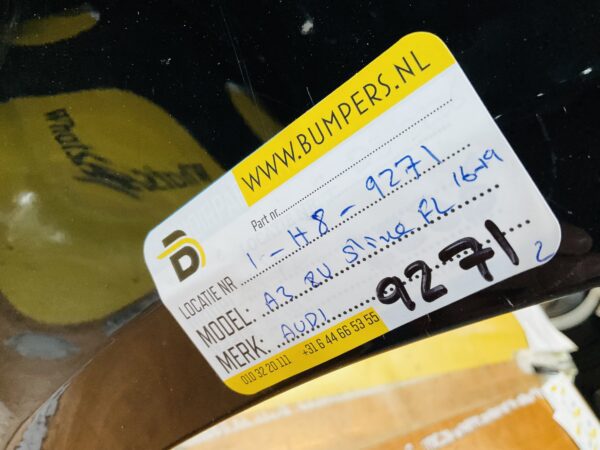 WWW.BUMPERS.NL
Part nr.
LOCATIE NR. 1-H8-9271
MODEL: A3 8V Sline FL 16-19
MERK: AUDI 9271 2
010 32 20 111 +31 6 44 66 53 55